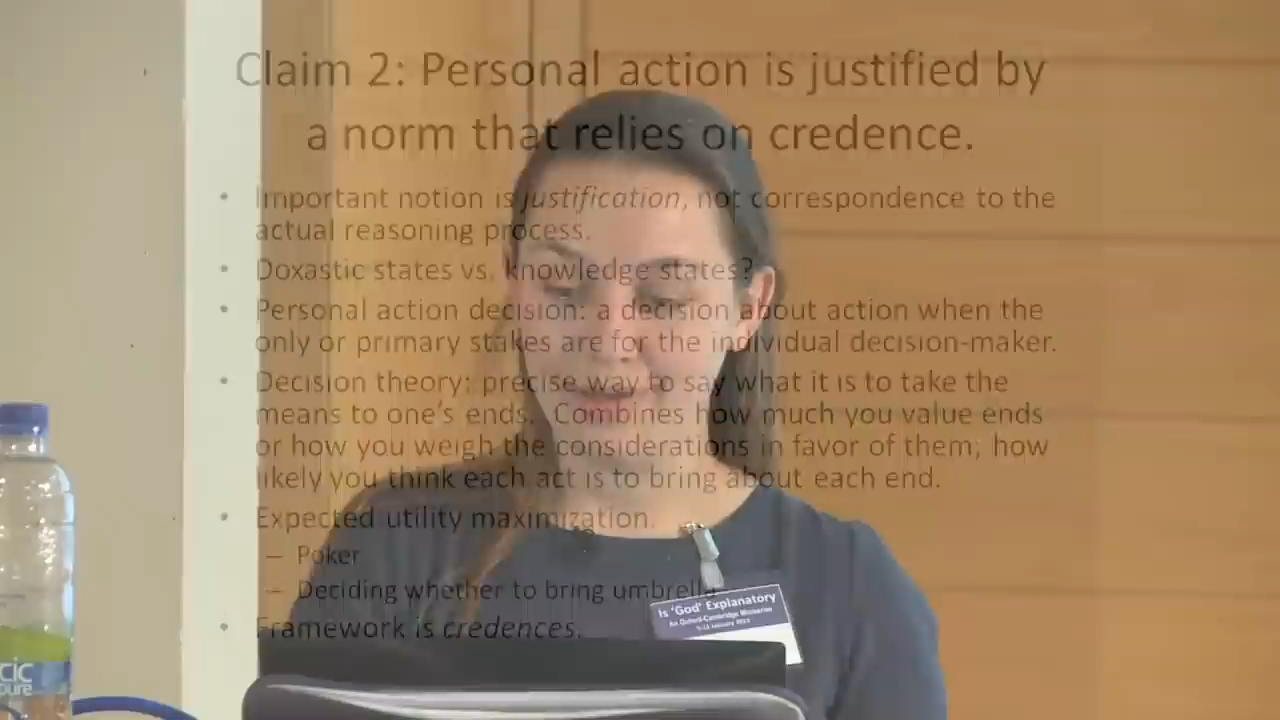 Claim 2: Personal action is justified by
a norm that relies on credence.
• Important notion is justification, not correspondence to the
actual reasoning process.
• Doxastic states vs. knowledge states?
• Personal action decision: a decision about action when the
only or primary stakes are for the individual decision-maker.
• Decision theory: precise way to say what it is to take the
means to one's ends. Combines how much you value ends
or how you weigh the considerations in favor of them; how
likely you think each act is to bring about each end.
• Expected utility maximization.
– Poker
– Deciding whether to bring umbrella
• Framework is credences.
Is 'God' Explanatory
An Oxford-Cambridge Miniseries
January 2013
cic
pure